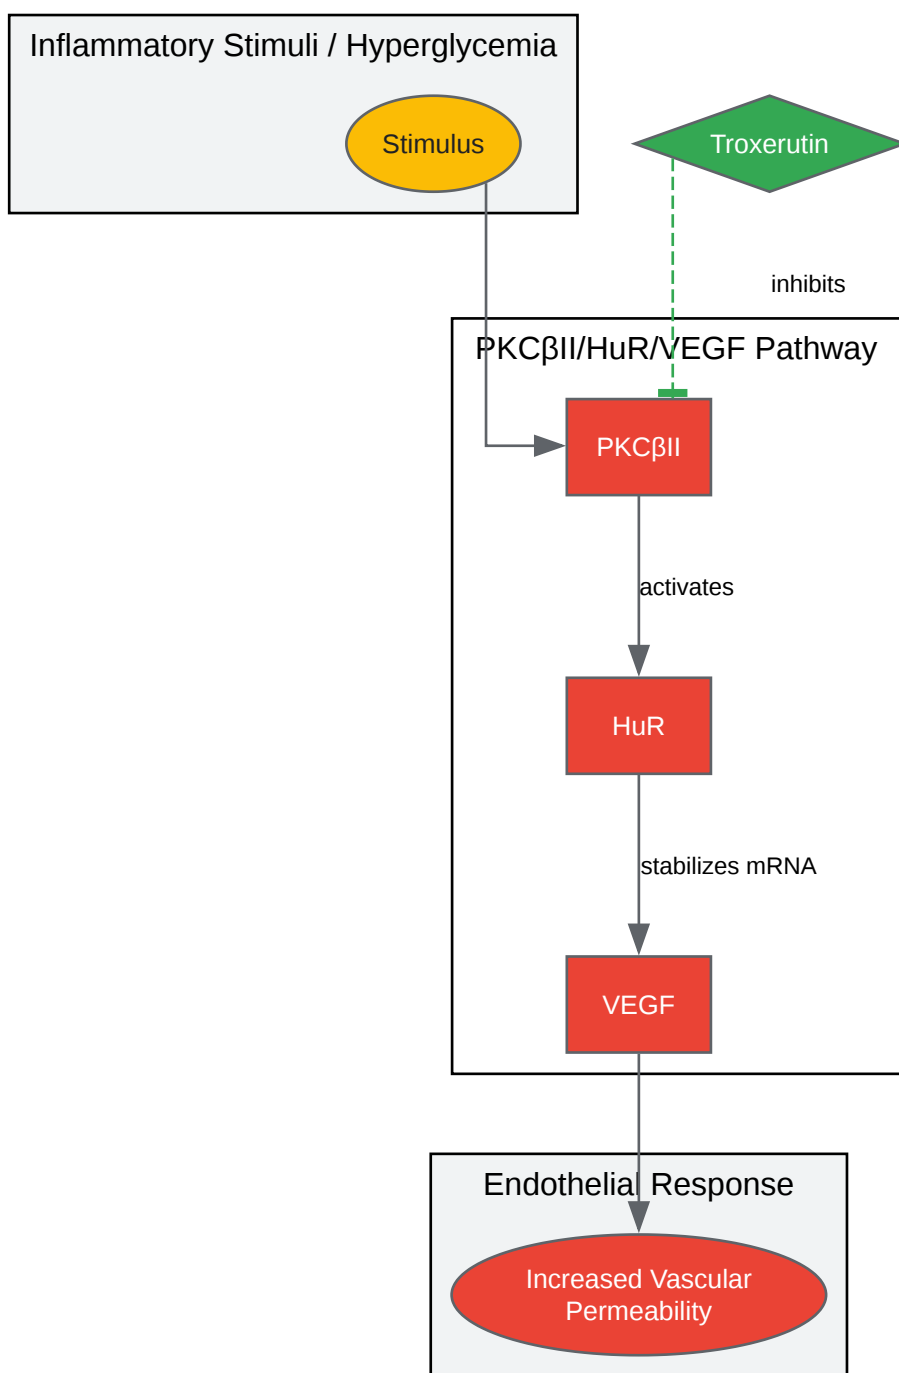 Inflammatory Stimuli / Hyperglycemia
Stimulus
Troxerutin
inhibits
PKCβII/HuR/VEGF Pathway
PKCβII
activates
HuR
stabilizes mRNA
VEGF
Endothelial Response
Increased Vascular
Permeability